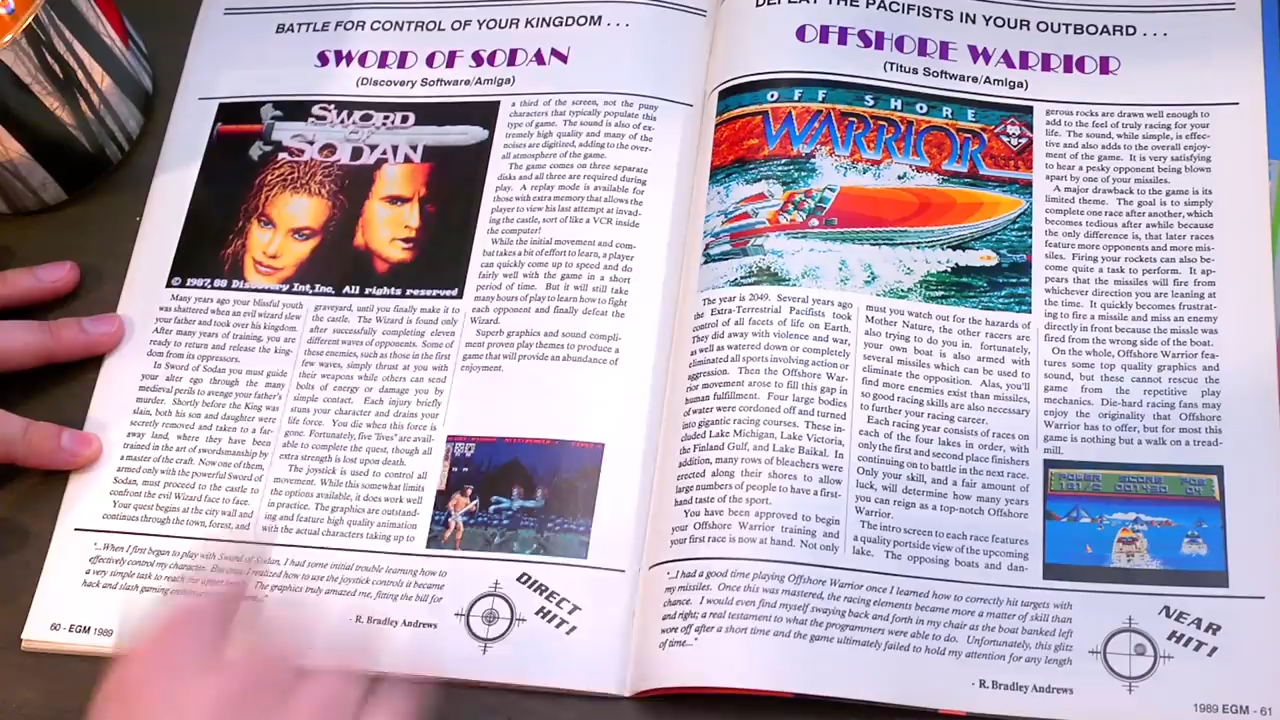 BATTLE FOR CONTROL OF YOUR KINGDOM . . .
SWORD OF SODAN
(Discovery Software/Amiga)
SWORD
OF
SODAN
© 1987,88 Discovery Int,Inc. All rights reserved
Many years ago your blissful youth
was shattered when an evil wizard slew
your father and took over his kingdom.
After many years of training, you are
ready to return and release the king-
dom from its oppressors.
In Sword of Sodan you must guide
your alter ego through the many
medieval perils to avenge your father's
murder. Shortly before the King was
slain, both his son and daughter were
secretly removed and taken to a far-
away land, where they have been
trained in the art of swordsmanship by
a master of the craft. Now one of them,
armed only with the powerful Sword of
Sodan, must proceed to the castle to
confront the evil Wizard face to face.
Your quest begins at the city wall and
continues through the town, forest, and
graveyard, until you finally make it to
the castle. The Wizard is found only
after successfully completing eleven
different waves of opponents. Some of
these enemies, such as those in the first
few waves, simply thrust at you with
their weapons while others can send
bolts of energy or damage you by
simple contact. Each injury briefly
stuns your character and drains your
life force. You die when this force is
gone. Fortunately, five "lives" are avail-
able to complete the quest, though all
extra strength is lost upon death.
The joystick is used to control all
movement. While this somewhat limits
the options available, it does work well
in practice. The graphics are outstand-
ing and feature high quality animation
with the actual characters taking up to
a third of the screen, not the puny
characters that typically populate this
type of game. The sound is also of ex-
tremely high quality and many of the
noises are digitized, adding to the over-
all atmosphere of the game.
The game comes on three separate
disks and all three are required during
play. A replay mode is available for
those with extra memory that allows the
player to view his last attempt at invad-
ing the castle, sort of like a VCR inside
the computer!
While the initial movement and com-
bat takes a bit of effort to learn, a player
can quickly come up to speed and do
fairly well with the game in a short
period of time. But it will still take
many hours of play to learn how to fight
each opponent and finally defeat the
Wizard.
Superb graphics and sound compli-
ment proven play themes to produce a
game that will provide an abundance of
enjoyment.
"...When I first began to play with Sword of Sodan, I had some initial trouble learning how to
effectively control my character. But once I realized how to use the joystick controls it became
a very simple task to reach the upper levels. The graphics truly amazed me, fitting the bill for
hack and slash gaming
- R. Bradley Andrews
DIRECT
HIT!
60 - EGM 1989
DEFEAT THE PACIFISTS IN YOUR OUTBOARD . . .
OFFSHORE WARRIOR
(Titus Software/Amiga)
OFF SHORE
WARRIOR
The year is 2049. Several years ago
the Extra-Terrestrial Pacifists took
control of all facets of life on Earth.
They did away with violence and war,
as well as watered down or completely
eliminated all sports involving action or
aggression. Then the Offshore War-
rior movement arose to fill this gap in
human fulfillment. Four large bodies
of water were cordoned off and turned
into gigantic racing courses. These in-
cluded Lake Michigan, Lake Victoria,
the Finland Gulf, and Lake Baikal. In
addition, many rows of bleachers were
erected along their shores to allow
large numbers of people to have a first-
hand taste of the sport.
You have been approved to begin
your Offshore Warrior training and
your first race is now at hand. Not only
must you watch out for the hazards of
Mother Nature, the other racers are
also trying to do you in. fortunately,
your own boat is also armed with
several missiles which can be used to
eliminate the opposition. Alas, you'll
find more enemies exist than missiles,
so good racing skills are also necessary
to further your racing career.
Each racing year consists of races on
each of the four lakes in order, with
only the first and second place finishers
continuing on to battle in the next race.
Only your skill, and a fair amount of
luck, will determine how many years
you can reign as a top-notch Offshore
Warrior.
The intro screen to each race features
a quality portside view of the upcoming
lake. The opposing boats and dan-
gerous rocks are drawn well enough to
add to the feel of truly racing for your
life. The sound, while simple, is effec-
tive and also adds to the overall enjoy-
ment of the game. It is very satisfying
to hear a pesky opponent being blown
apart by one of your missiles.
A major drawback to the game is its
limited theme. The goal is to simply
complete one race after another, which
becomes tedious after awhile because
the only difference is, that later races
feature more opponents and more mis-
siles. Firing your rockets can also be-
come quite a task to perform. It ap-
pears that the missiles will fire from
whichever direction you are leaning at
the time. It quickly becomes frustrat-
ing to fire a missile and miss an enemy
directly in front because the missle was
fired from the wrong side of the boat.
On the whole, Offshore Warrior fea-
tures some top quality graphics and
sound, but these cannot rescue the
game from the repetitive play
mechanics. Die-hard racing fans may
enjoy the originality that Offshore
Warrior has to offer, but for most this
game is nothing but a walk on a tread-
mill.
POWER SCORE POS
181/0 001430 04
"...I had a good time playing Offshore Warrior once I learned how to correctly hit targets with
my missiles. Once this was mastered, the racing elements became more a matter of skill than
chance. I would even find myself swaying back and forth in my chair as the boat banked left
and right; a real testament to what the programmers were able to do. Unfortunately, this glitz
wore off after a short time and the game ultimately failed to hold my attention for any length
of time..."
- R. Bradley Andrews
NEAR
HIT!
1989 EGM - 61